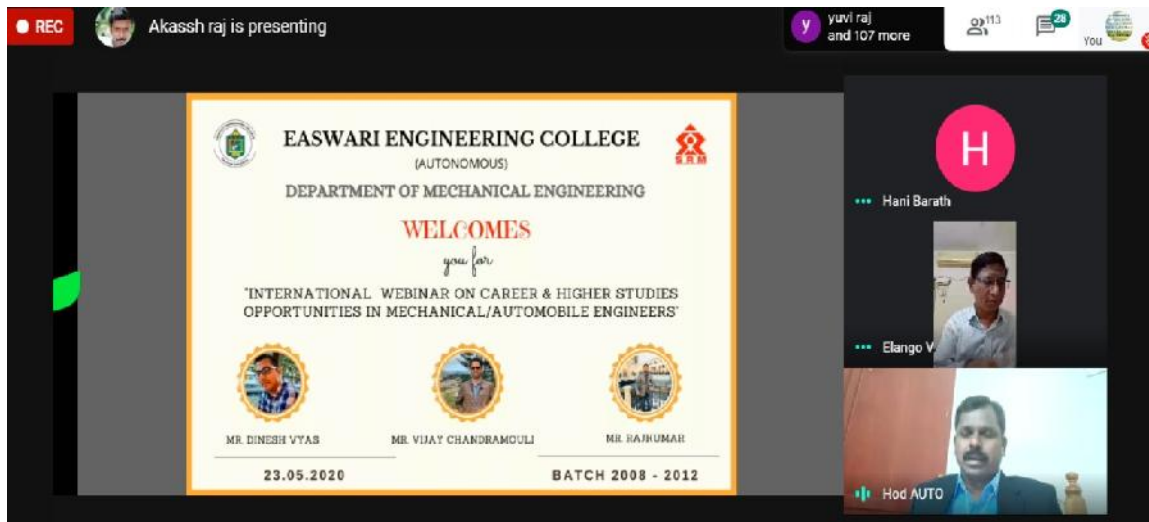 REC
Akassh raj is presenting
y
yuvi raj
and 107 more
113
28
You
EASWARI ENGINEERING COLLEGE
(AUTONOMOUS)
SRM
DEPARTMENT OF MECHANICAL ENGINEERING
WELCOMES
you for
"INTERNATIONAL WEBINAR ON CAREER & HIGHER STUDIES
OPPORTUNITIES IN MECHANICAL/AUTOMOBILE ENGINEERS"
MR. DINESH VYAS
MR. VIJAY CHANDRAMOULI
MR. RAJKUMAR
23.05.2020
BATCH 2008 - 2012
H
Hani Barath
Elango V
Hod AUTO